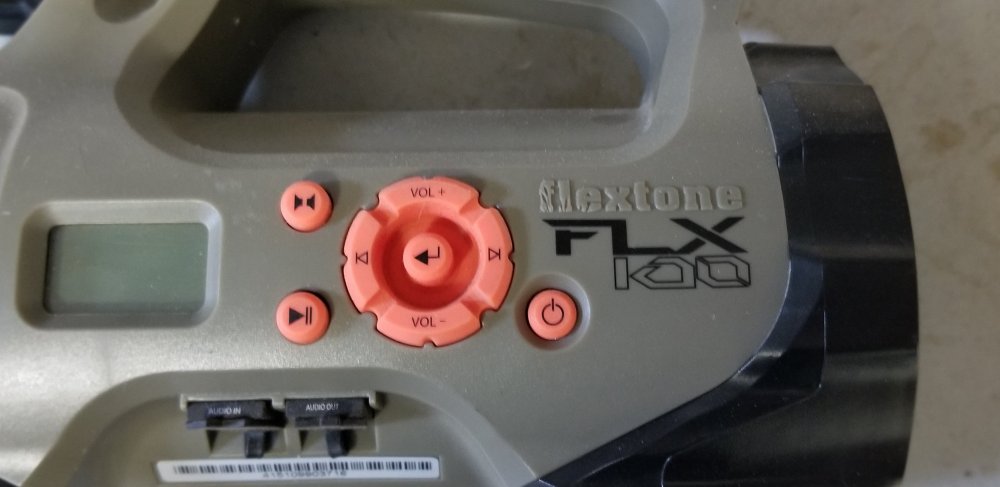 VOL +
flextone
FLX
100
VOL –
AUDIO IN
AUDIO OUT